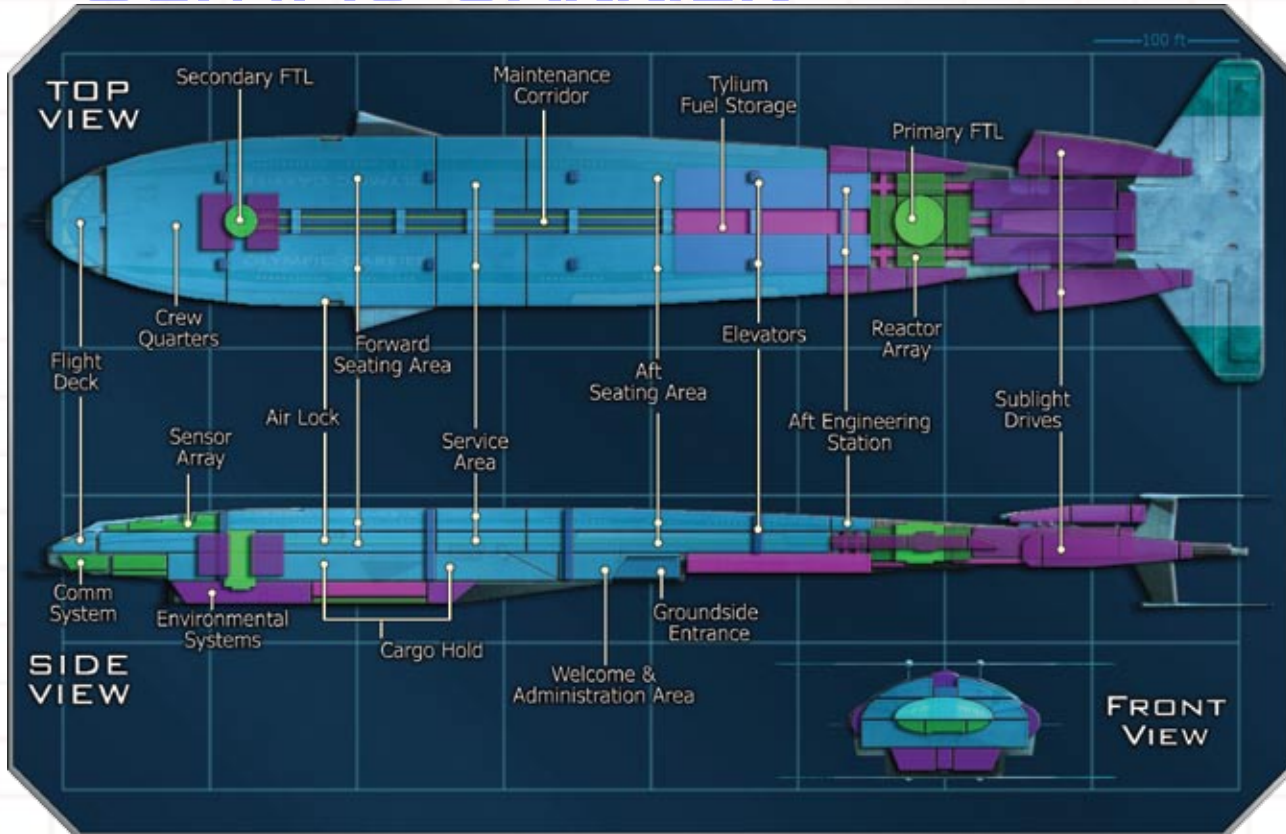 100 ft
TOP
VIEW
Secondary FTL
Maintenance
Corridor
Tylium
Fuel Storage
Primary FTL
Crew
Quarters
Flight
Deck
Forward
Seating Area
Air Lock
Sensor
Array
Service
Area
Aft
Seating Area
Elevators
Reactor
Array
Aft Engineering
Station
Sublight
Drives
Comm
System
Environmental
Systems
Cargo Hold
Welcome &
Administration Area
Groundside
Entrance
SIDE
VIEW
FRONT
VIEW